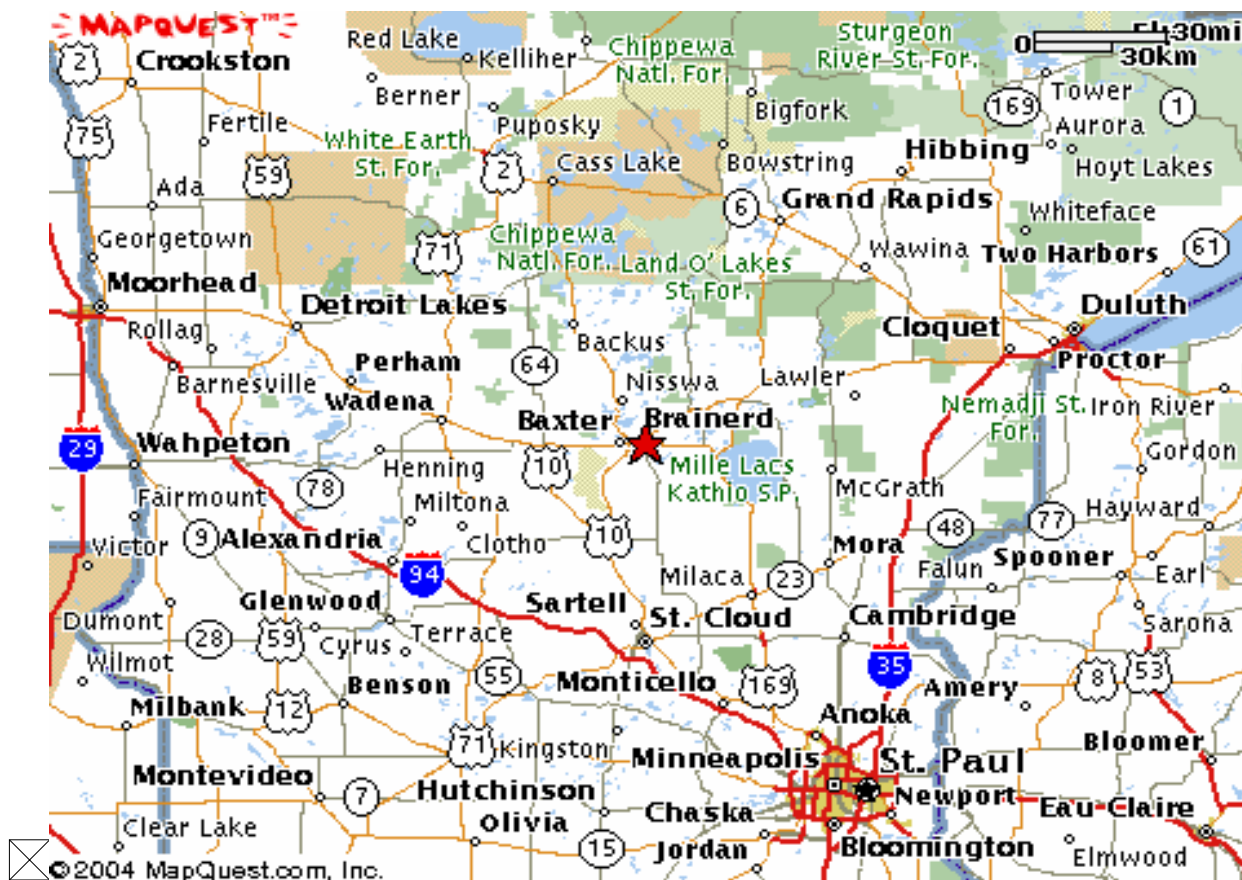 MAPQUEST™
0 30mi
30km
Red Lake
Kelliher
Chippewa
Natl. For.
Sturgeon
River St. For.
2
Crookston
Berner
Bigfork
169
Tower
1
75
Fertile
Puposky
Aurora
White Earth
St. For.
59
2
Cass Lake
Bowstring
Hibbing
Hoyt Lakes
Ada
6
Grand Rapids
Whiteface
Georgetown
71
Chippewa
Natl. For.
Land O' Lakes
St. For.
Wawina
Two Harbors
61
Moorhead
Detroit Lakes
Duluth
Rollag
Backus
Cloquet
Proctor
Perham
64
Nisswa
Lawler
Barnesville
Wadena
Baxter
Brainerd
Nemadji St.
For.
Iron River
29
Wahpeton
Henning
10
Mille Lacs
Kathio S.P.
Gordon
78
Fairmount
Miltona
McGrath
Hayward
9
Alexandria
Clotho
10
48
77
Victor
94
Mora
Spooner
Milaca
23
Falun
Earl
Glenwood
Sartell
St. Cloud
Cambridge
Dumont
28
59
Cyrus
Terrace
Sarona
Wilmot
55
35
Benson
Monticello
169
Amery
8
53
Milbank
12
Anoka
71
Kingston
Minneapolis
St. Paul
Bloomer
Montevideo
7
Hutchinson
Chaska
Newport
Eau Claire
Clear Lake
Olivia
15
Jordan
Bloomington
Elmwood
©2004 MapQuest.com, Inc.